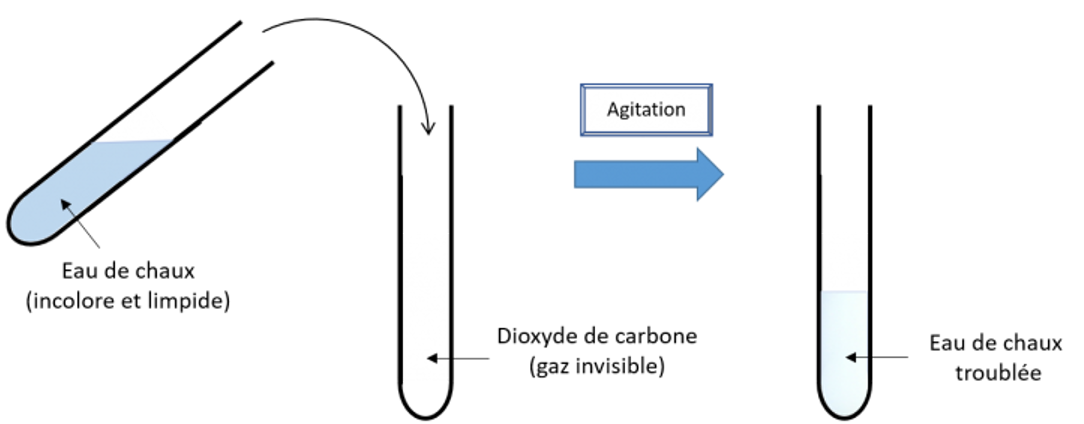 Agitation
Eau de chaux
(incolore et limpide)
Dioxyde de carbone
(gaz invisible)
Eau de chaux
troublée